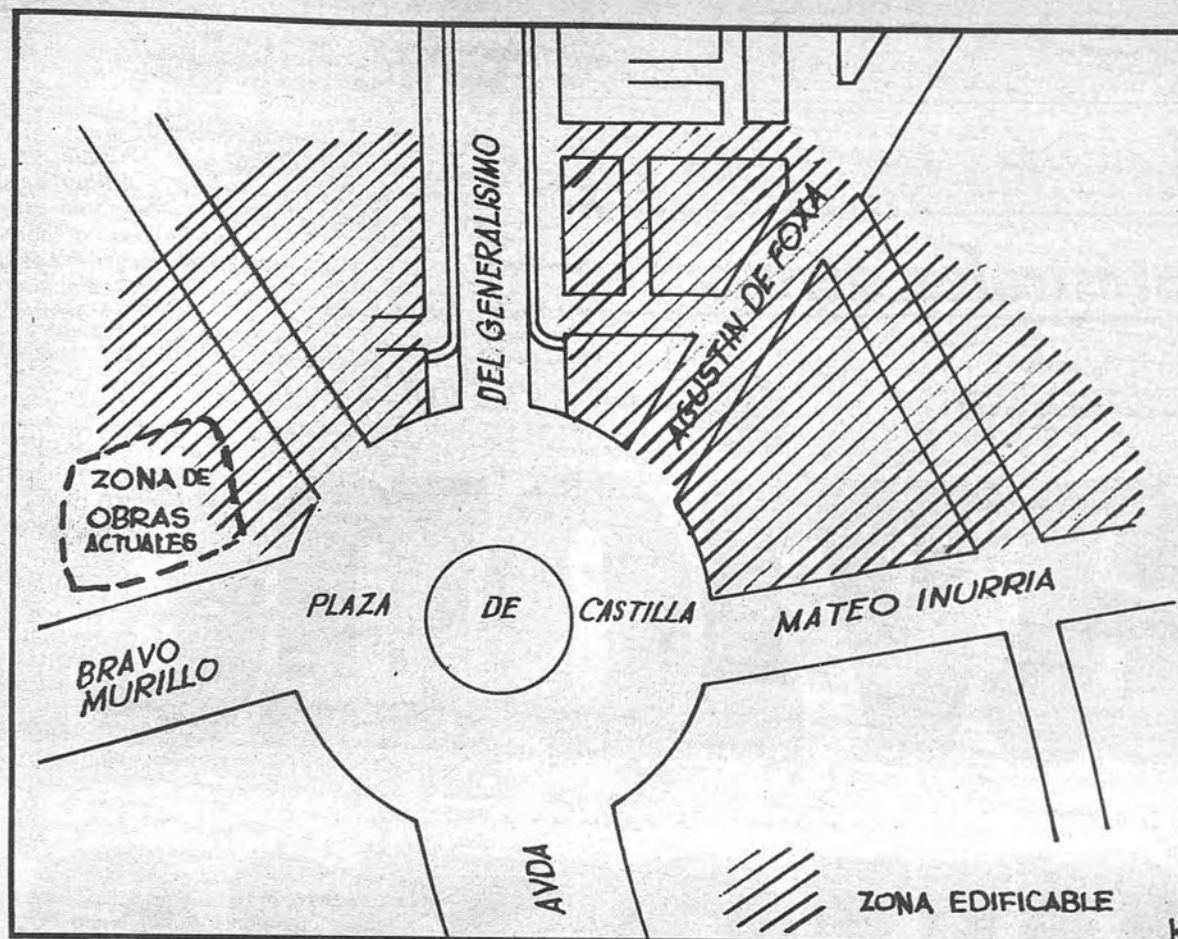 DEL GENERALISIMO
AGUSTIN DE FOXA
ZONA DE
OBRAS
ACTUALES
PLAZA DE CASTILLA
MATEO INURRIA
BRAVO
MURILLO
AVDA
ZONA EDIFICABLE